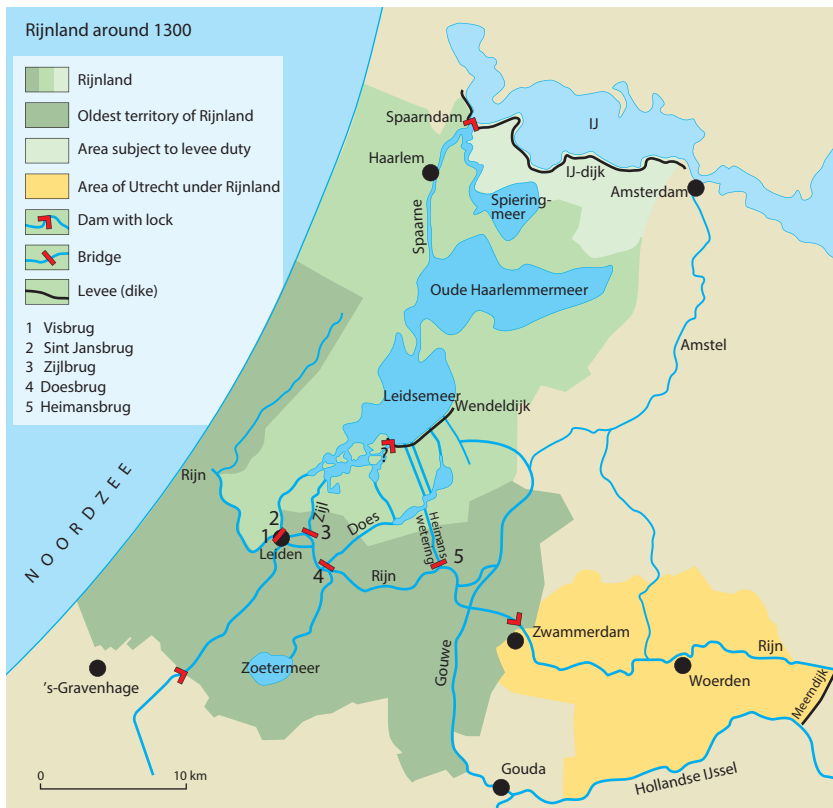 Rijnland around 1300
Rijnland
Oldest territory of Rijnland
Area subject to levee duty
Area of Utrecht under Rijnland
Dam with lock
Bridge
Levee (dike)
1 Visbrug
2 Sint Jansbrug
3 Zijlbrug
4 Doesbrug
5 Heimansbrug
Spaarndam
IJ
Haarlem
IJ-dijk
Amsterdam
Spiering-
meer
Spaarne
Oude Haarlemmermeer
Amstel
Leidsemeer
Wendeldijk
?
NOORDZEE
Rijn
Zijl
2
1
3
Leiden
Does
Heimans
wetering
4
5
Rijn
Zwammerdam
Rijn
Zoetermeer
Gouwe
Woerden
Meerndijk
's-Gravenhage
Gouda
Hollandse IJssel
0 10 km